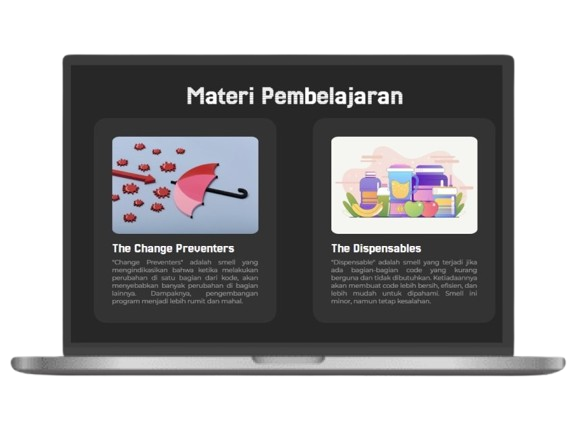 Materi Pembelajaran
The Change Preventers
"Change Preventers" adalah smell yang
mengindikasikan bahwa ketika melakukan
perubahan di satu bagian dari kode, akan
menyebabkan banyak perubahan di bagian
lainnya. Dampaknya, pengembangan
program menjadi lebih rumit dan mahal.
The Dispensables
"Dispensable" adalah smell yang terjadi jika
ada bagian-bagian code yang kurang
berguna dan tidak dibutuhkan. Ketiadaannya
akan membuat code lebih bersih, efisien, dan
lebih mudah untuk dipahami. Smell ini
minor, namun tetap kesalahan.